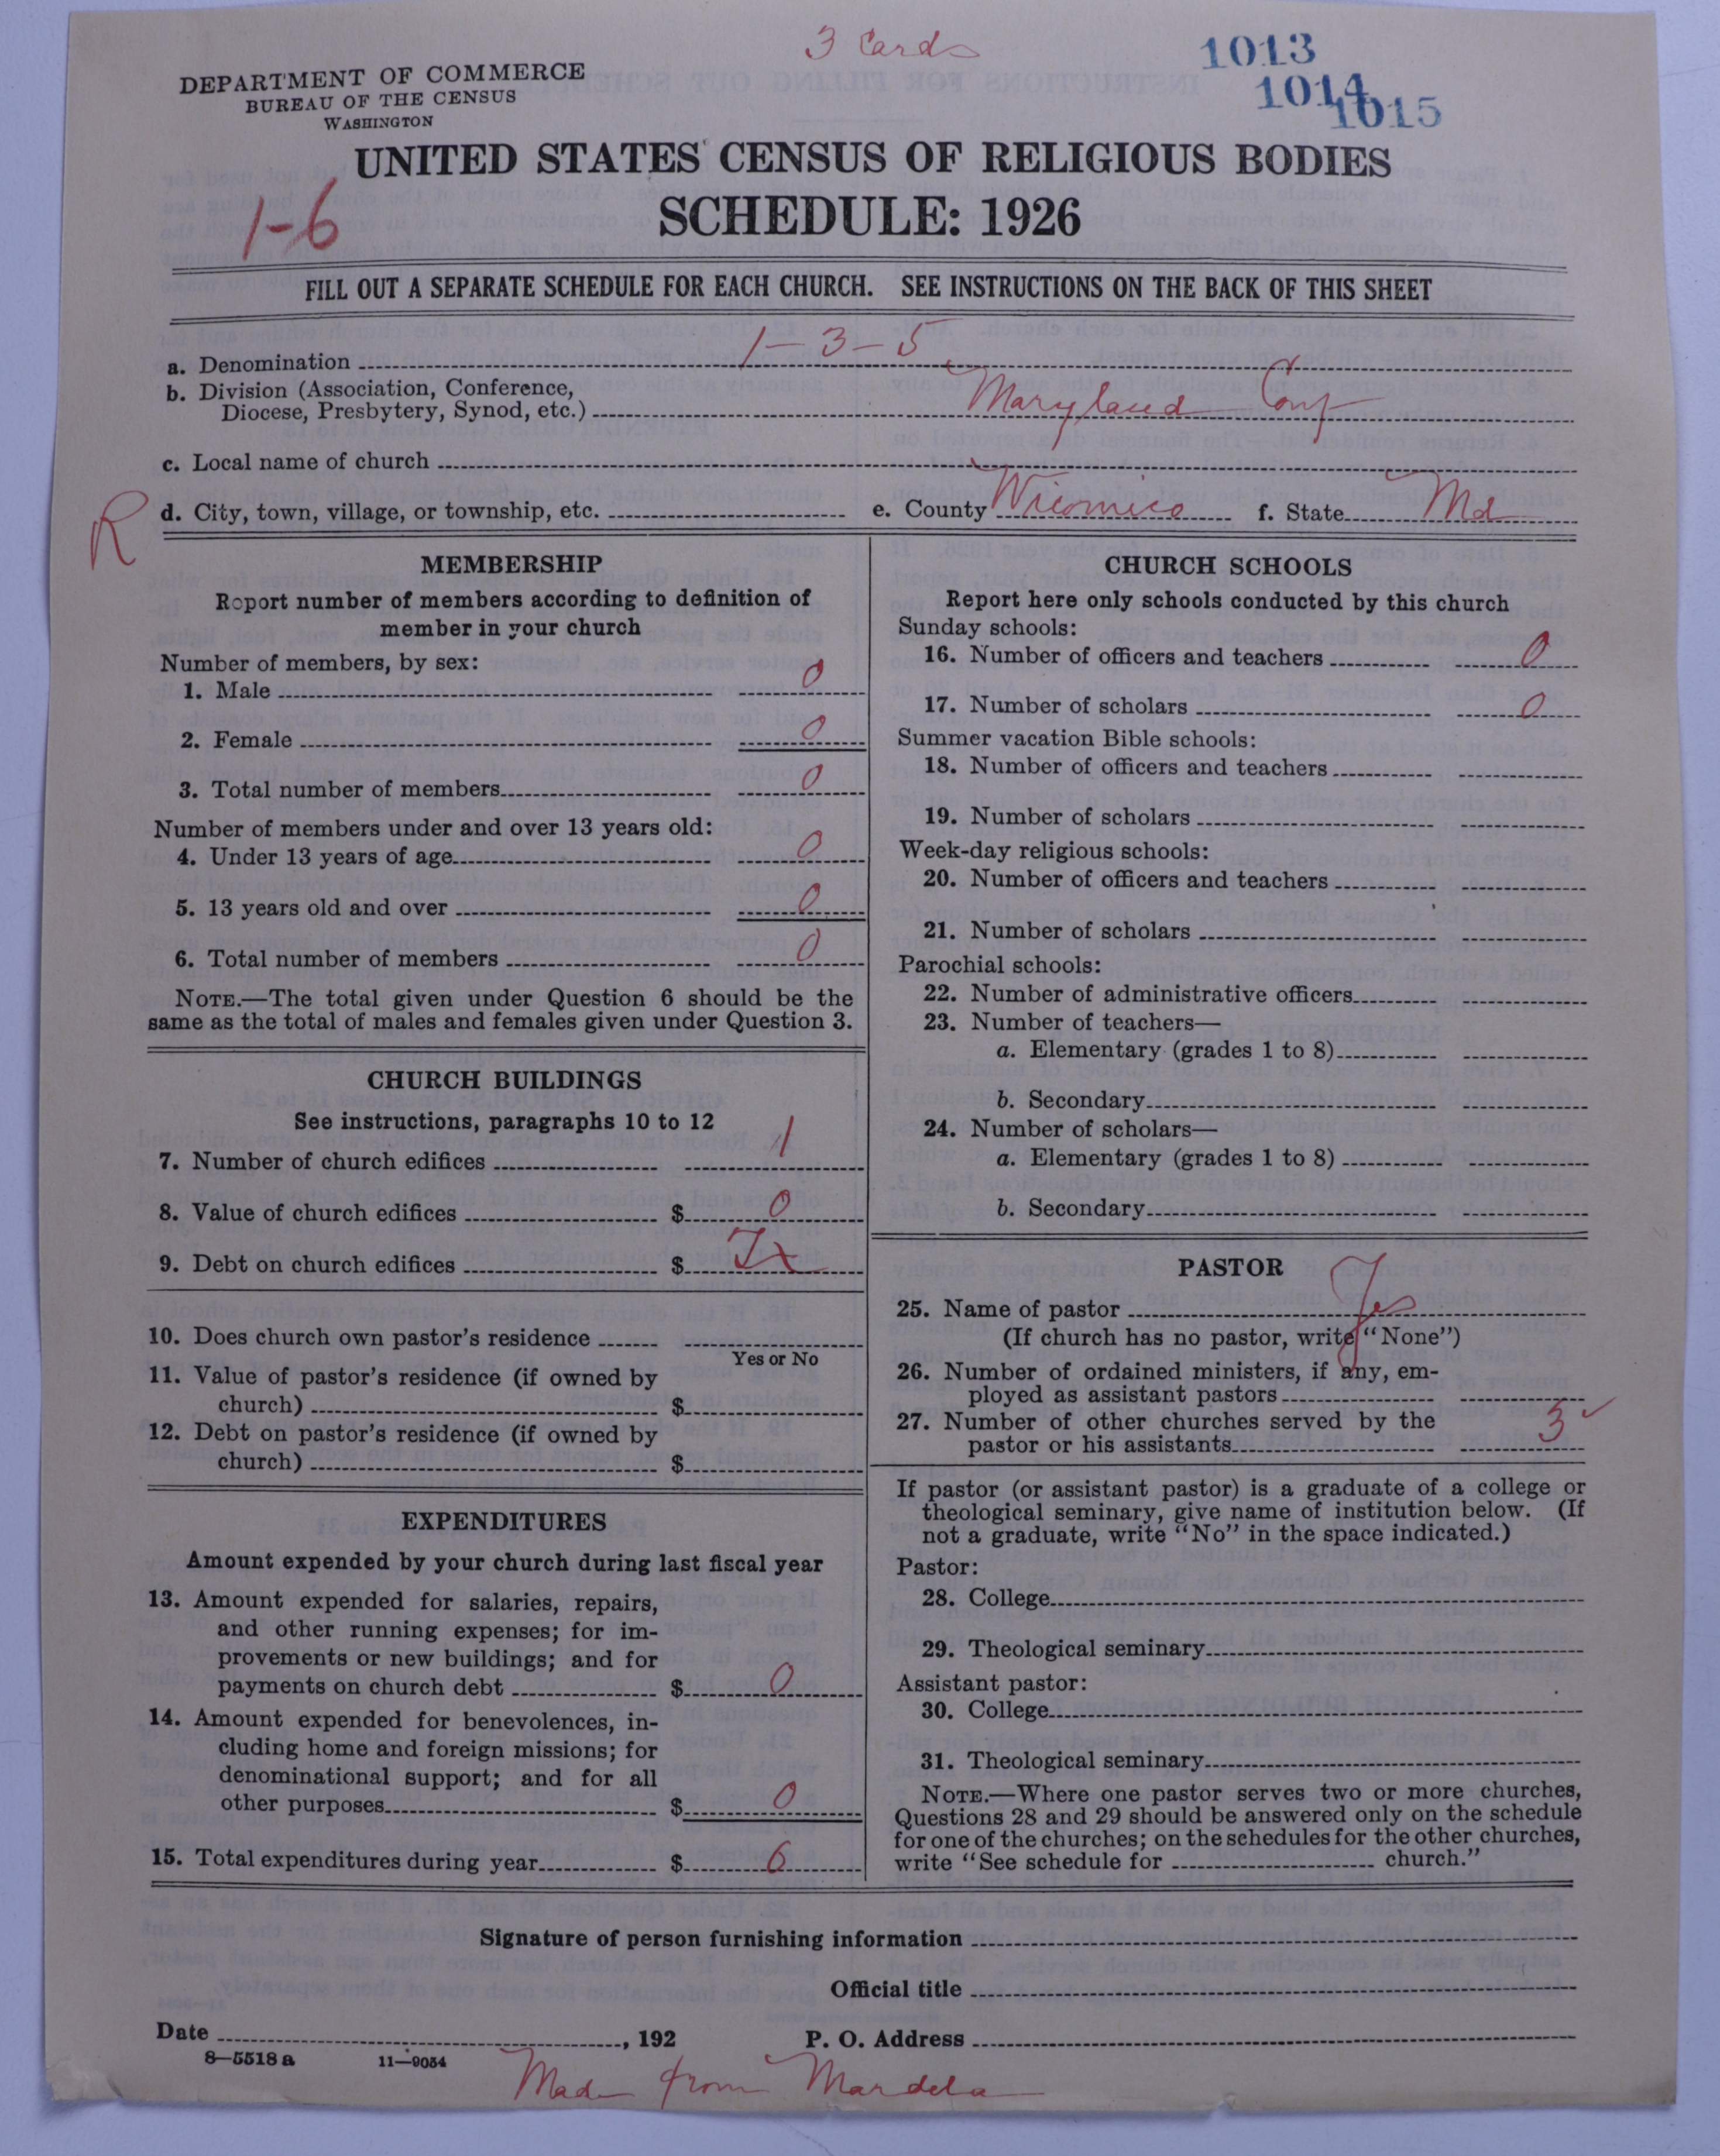 3 Cards
1013
1014
1015
DEPARTMENT OF COMMERCE
BUREAU OF THE CENSUS
WASHINGTON
UNITED STATES CENSUS OF RELIGIOUS BODIES
SCHEDULE: 1926
1-6
FILL OUT A SEPARATE SCHEDULE FOR EACH CHURCH. SEE INSTRUCTIONS ON THE BACK OF THIS SHEET
a. Denomination 1-3-5
b. Division (Association, Conference,
Diocese, Presbytery, Synod, etc.) Maryland Conf
c. Local name of church
R
d. City, town, village, or township, etc. e. County Wicomico f. State Md
MEMBERSHIP
Report number of members according to definition of
member in your church
Number of members, by sex:
1. Male 0
2. Female 0
3. Total number of members 0
Number of members under and over 13 years old:
4. Under 13 years of age 0
5. 13 years old and over 0
6. Total number of members 0
NOTE.—The total given under Question 6 should be the
same as the total of males and females given under Question 3.
CHURCH BUILDINGS
See instructions, paragraphs 10 to 12
7. Number of church edifices 1
8. Value of church edifices $ 0
9. Debt on church edifices $
10. Does church own pastor's residence
Yes or No
11. Value of pastor's residence (if owned by
church) $
12. Debt on pastor's residence (if owned by
church) $
EXPENDITURES
Amount expended by your church during last fiscal year
13. Amount expended for salaries, repairs,
and other running expenses; for im-
provements or new buildings; and for
payments on church debt $ 0
14. Amount expended for benevolences, in-
cluding home and foreign missions; for
denominational support; and for all
other purposes $ 0
15. Total expenditures during year $ 0
CHURCH SCHOOLS
Report here only schools conducted by this church
Sunday schools:
16. Number of officers and teachers 0
17. Number of scholars 0
Summer vacation Bible schools:
18. Number of officers and teachers
19. Number of scholars
Week-day religious schools:
20. Number of officers and teachers
21. Number of scholars
Parochial schools:
22. Number of administrative officers
23. Number of teachers—
a. Elementary (grades 1 to 8)
b. Secondary
24. Number of scholars—
a. Elementary (grades 1 to 8)
b. Secondary
PASTOR
25. Name of pastor Yes
(If church has no pastor, write "None")
26. Number of ordained ministers, if any, em-
ployed as assistant pastors
27. Number of other churches served by the
pastor or his assistants 3 ✓
If pastor (or assistant pastor) is a graduate of a college or
theological seminary, give name of institution below. (If
not a graduate, write "No" in the space indicated.)
Pastor:
28. College
29. Theological seminary
Assistant pastor:
30. College
31. Theological seminary
NOTE.—Where one pastor serves two or more churches,
Questions 28 and 29 should be answered only on the schedule
for one of the churches; on the schedules for the other churches,
write "See schedule for church."
Signature of person furnishing information
Official title
Date , 192 P. O. Address
8—5518 a 11—9054
Made from Mardela